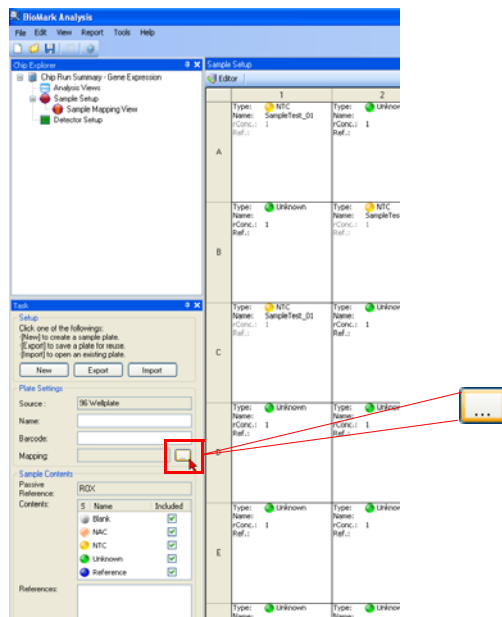 BioMark Analysis
File Edit View Report Tools Help
Chip Explorer
Chip Run Summary - Gene Expression
Analysis Views
Sample Setup
Sample Mapping View
Detector Setup
Task
Setup
Click one of the followings:
-[New] to create a sample plate.
-[Export] to save a plate for reuse.
-[Import] to open an existing plate.
New Export Import
Plate Settings
Source : 96 Wellplate
Name:
Barcode:
Mapping: ...
Sample Contents
Passive Reference: ROX
Contents: S Name Included
Blank
NAC
NTC
Unknown
Reference
References:
Sample Setup
Editor
1 2
A
Type: NTC Type: Unknow
Name: SampleTest_01 Name:
rConc.: 1 rConc.: 1
Ref.: Ref.:
B
Type: Unknown Type: NTC
Name: Name: SampleTes
rConc.: 1 rConc.: 1
Ref.: Ref.:
C
Type: NTC Type: Unknow
Name: SampleTest_01 Name:
rConc.: 1 rConc.: 1
Ref.: Ref.:
D
Type: Unknown Type: Unknow
Name: Name:
rConc.: 1 rConc.: 1
Ref.: Ref.:
E
Type: Unknown Type: Unknow
Name: Name:
rConc.: 1 rConc.: 1
Ref.: Ref.:
Type: Unknown Type: Unknow
Name: Name:
...